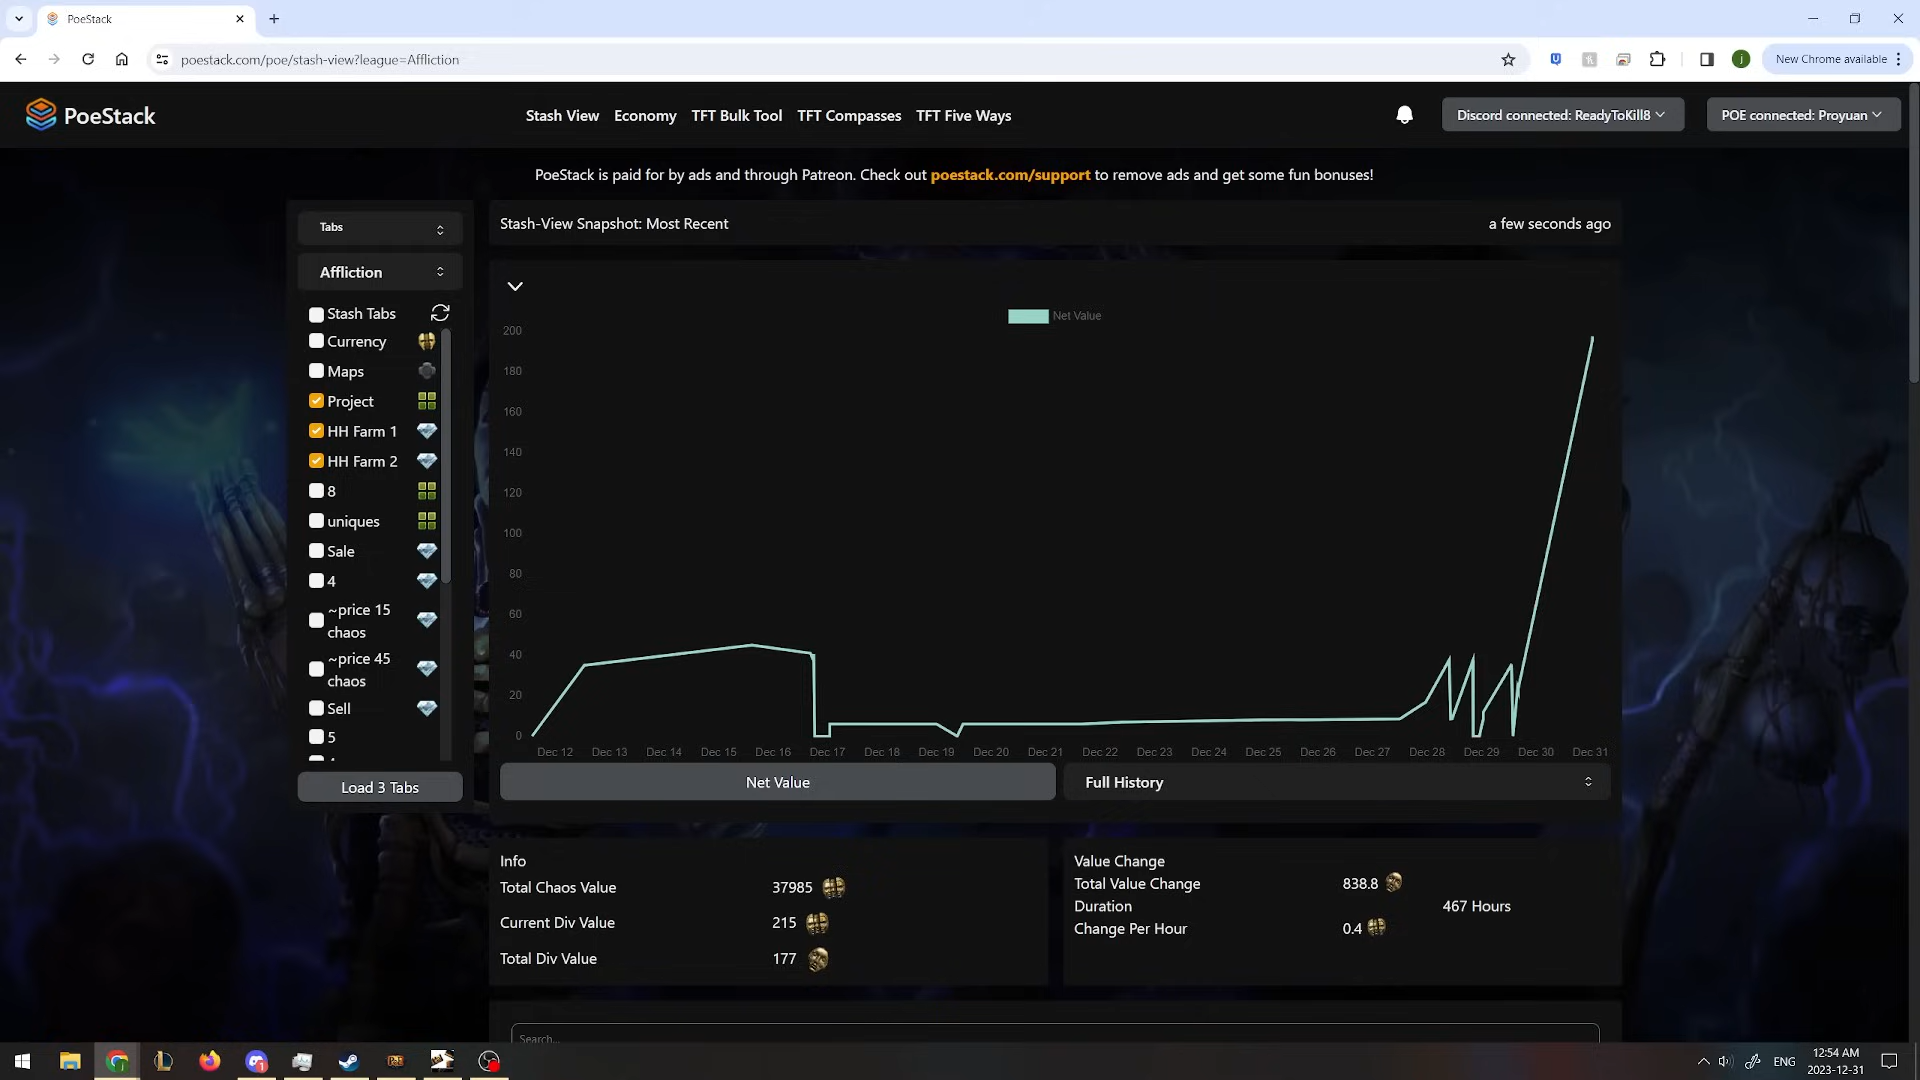 PoeStack
poestack.com/poe/stash-view?league=Affliction
New Chrome available
PoeStack
Stash View
Economy
TFT Bulk Tool
TFT Compasses
TFT Five Ways
Discord connected: ReadyToKill8
POE connected: Proyuan
PoeStack is paid for by ads and through Patreon. Check out poestack.com/support to remove ads and get some fun bonuses!
Tabs
Affliction
Stash Tabs
Currency
Maps
Project
HH Farm 1
HH Farm 2
8
uniques
Sale
4
~price 15
chaos
~price 45
chaos
Sell
5
Load 3 Tabs
Stash-View Snapshot: Most Recent
a few seconds ago
Net Value
200
180
160
140
120
100
80
60
40
20
0
Dec 12 Dec 13 Dec 14 Dec 15 Dec 16 Dec 17 Dec 18 Dec 19 Dec 20 Dec 21 Dec 22 Dec 23 Dec 24 Dec 25 Dec 26 Dec 27 Dec 28 Dec 29 Dec 30 Dec 31
Net Value
Full History
Info
Total Chaos Value 37985
Current Div Value 215
Total Div Value 177
Value Change
Total Value Change 838.8
Duration 467 Hours
Change Per Hour 0.4
Search...
ENG
12:54 AM
2023-12-31